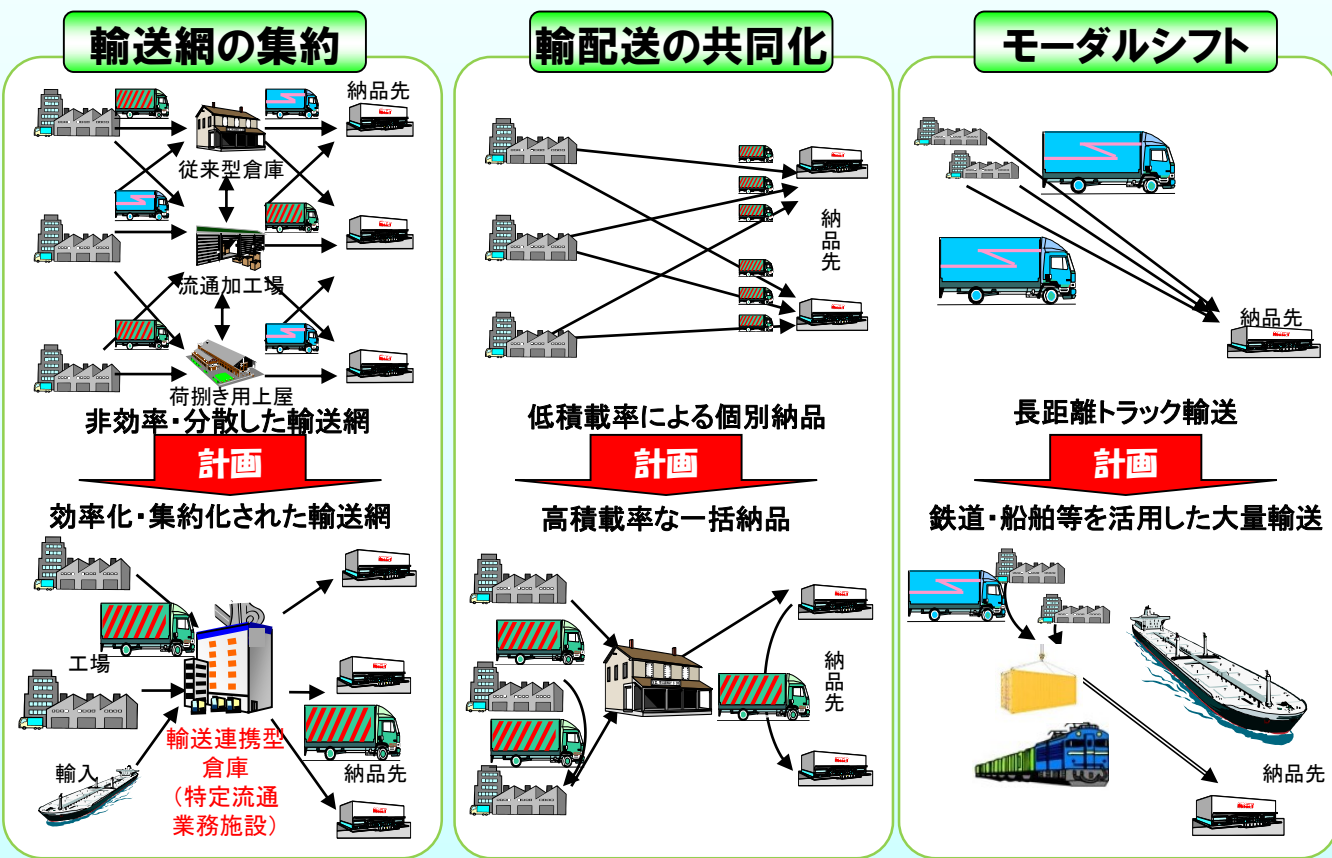 輸送網の集約
納品先
従来型倉庫
流通加工場
荷捌き用上屋
非効率・分散した輸送網
計画
効率化・集約化された輸送網
工場
輸入
輸送連携型
倉庫
（特定流通
業務施設）
納品先
輸配送の共同化
納品先
低積載率による個別納品
計画
高積載率な一括納品
納品先
モーダルシフト
納品先
長距離トラック輸送
計画
鉄道・船舶等を活用した大量輸送
納品先